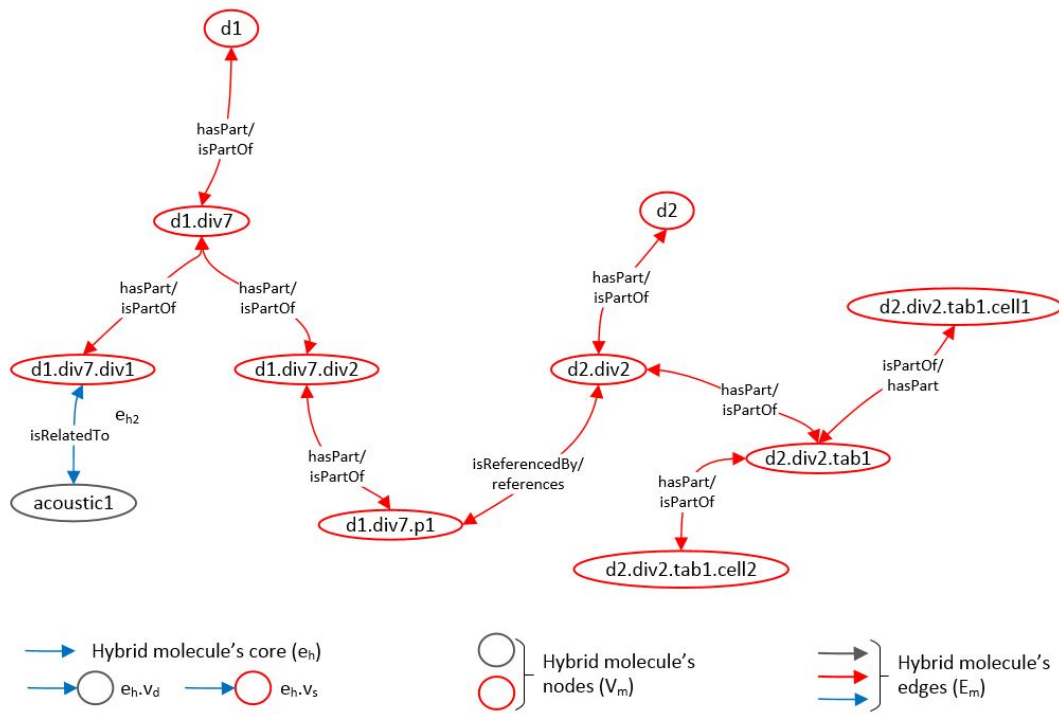 d1
hasPart/
isPartOf
d1.div7
d2
hasPart/
isPartOf
hasPart/
isPartOf
hasPart/
isPartOf
d2.div2.tab1.cell1
d1.div7.div1
d1.div7.div2
d2.div2
isPartOf/
hasPart
hasPart/
isPartOf
eh2
isRelatedTo
hasPart/
isPartOf
isReferencedBy/
references
d2.div2.tab1
hasPart/
isPartOf
acoustic1
d1.div7.p1
d2.div2.tab1.cell2
Hybrid molecule's core (eh)
eh.vd
eh.vs
Hybrid molecule's
nodes (Vm)
Hybrid molecule's
edges (Em)